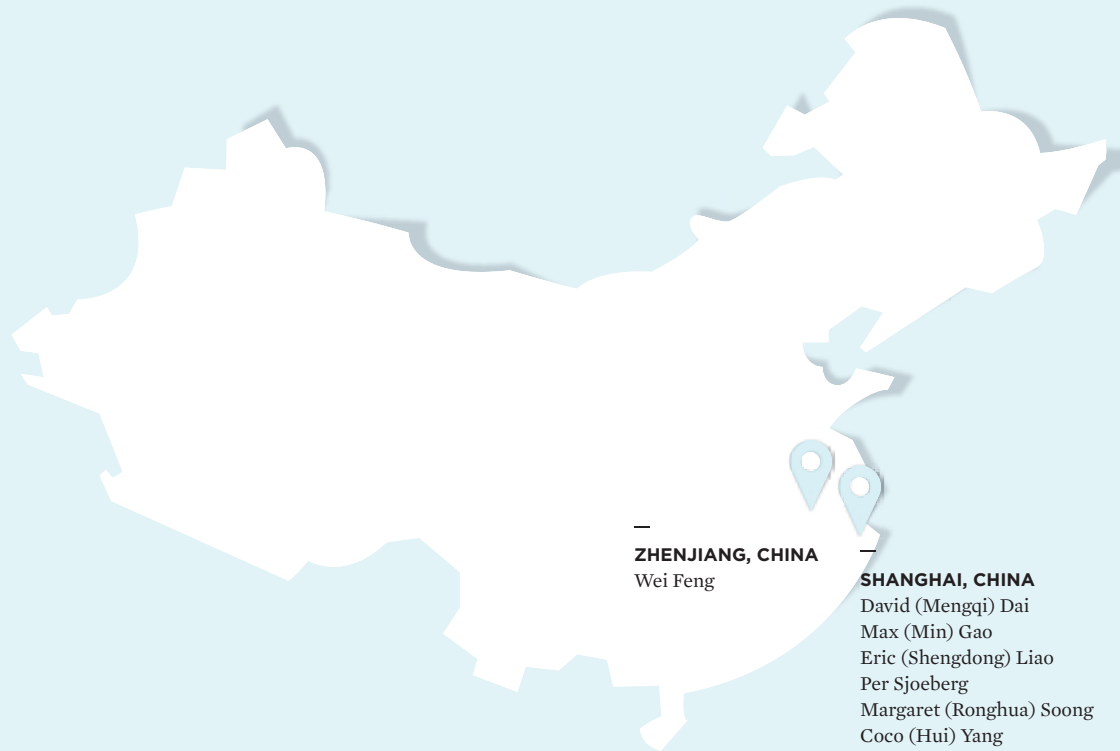 ZHENJIANG, CHINA
Wei Feng
SHANGHAI, CHINA
David (Mengqi) Dai
Max (Min) Gao
Eric (Shengdong) Liao
Per Sjoeberg
Margaret (Ronghua) Soong
Coco (Hui) Yang